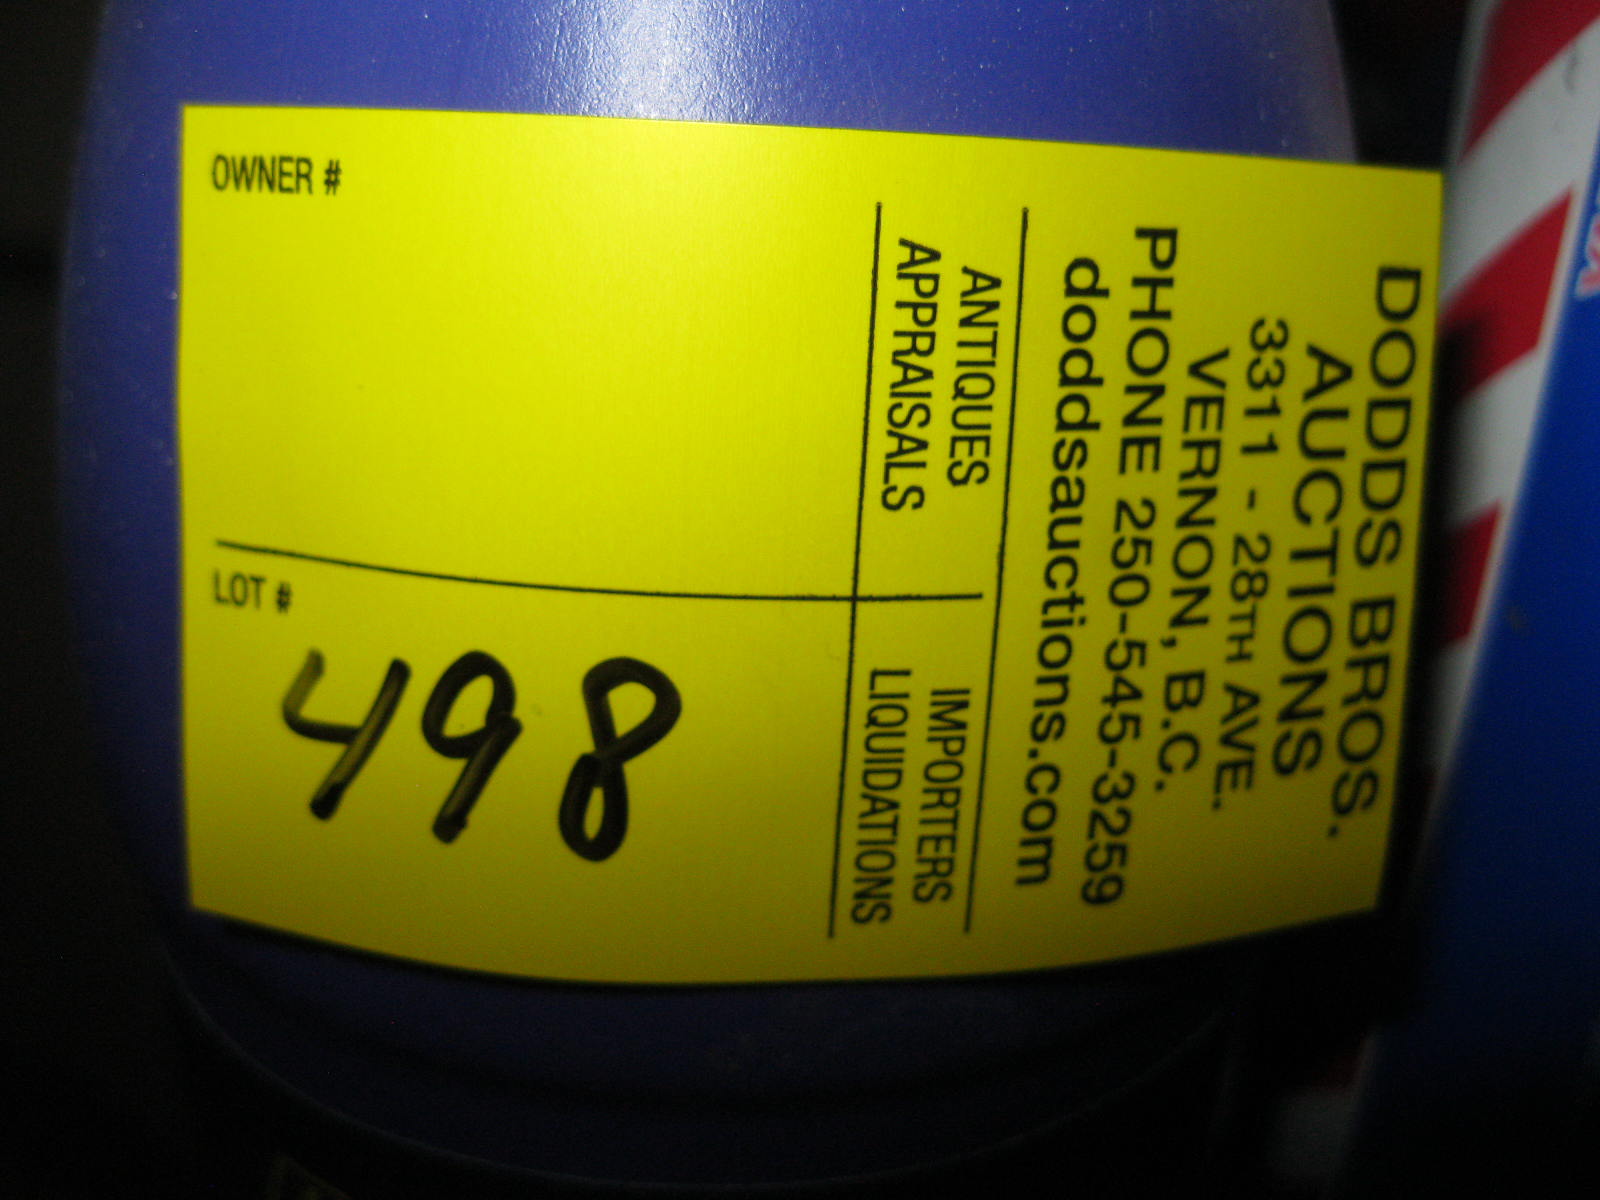 DODDS BROS.
AUCTIONS
3311 - 28TH AVE.
VERNON, B.C.
PHONE 250-545-3259
doddsauctions.com
ANTIQUES
APPRAISALS
IMPORTERS
LIQUIDATIONS
OWNER #
LOT #
498